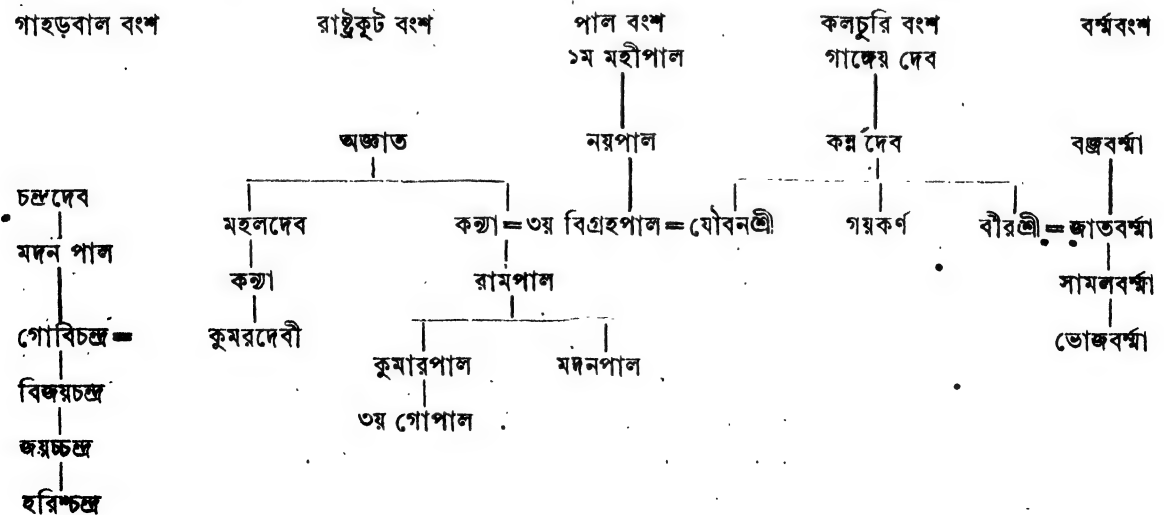 গাহড়বাল বংশ রাষ্ট্রকূট বংশ পাল বংশ কলচুরি বংশ বর্ম্মবংশ
১ম মহীপাল গাঙ্গেয় দেব
অজ্ঞাত নয়পাল কন্ন দেব বজ্রবর্ম্মা
চন্দ্রদেব
মহলদেব কন্যা = ৩য় বিগ্রহপাল = যৌবনশ্রী গয়কর্ণ বীরশ্রী = জাতবর্ম্মা
মদন পাল
কন্যা রামপাল সামলবর্ম্মা
গোবিচন্দ্র = কুমরদেবী ভোজবর্ম্মা
কুমারপাল মদনপাল
বিজয়চন্দ্র
৩য় গোপাল
জয়চ্চন্দ্র
হরিশ্চন্দ্র